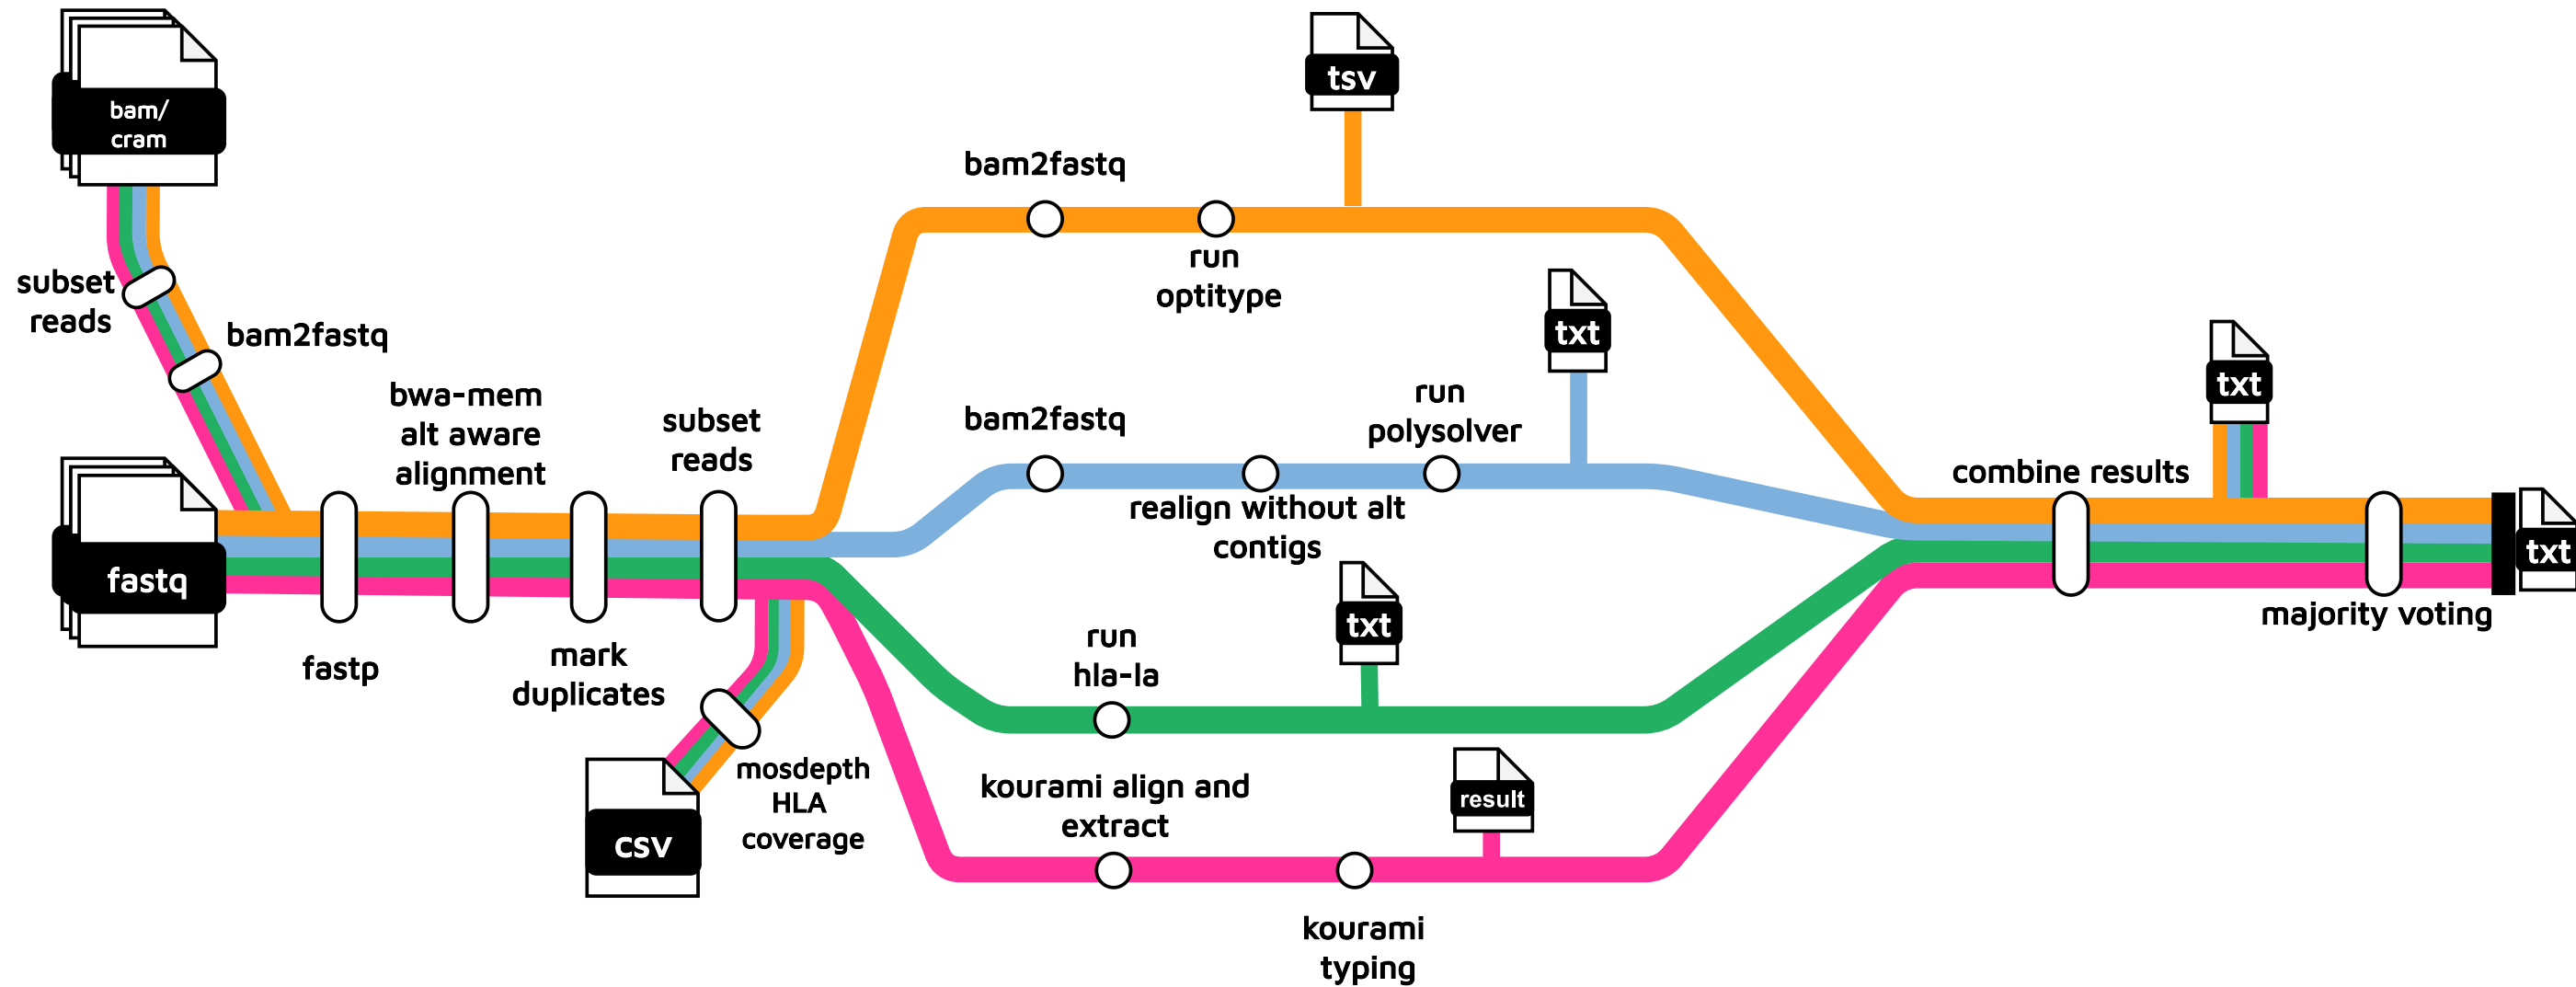 bam/
cram
subset
reads
bam2fastq
fastq
fastp
bwa-mem
alt aware
alignment
mark
duplicates
subset
reads
mosdepth
HLA
coverage
csv
bam2fastq
run
optitype
tsv
bam2fastq
realign without alt
contigs
run
polysolver
txt
run
hla-la
txt
kourami align and
extract
kourami
typing
result
combine results
txt
majority voting
txt